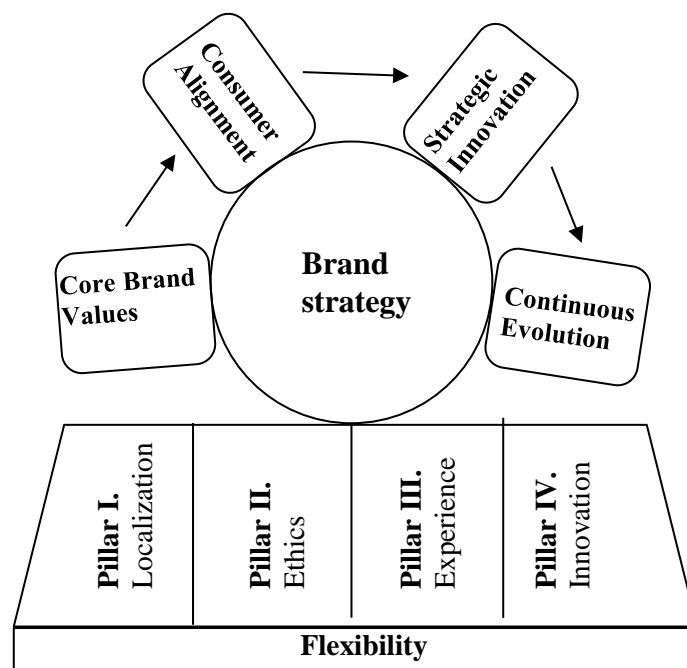 Consumer
Alignment
Strategic
Innovation
Core Brand
Values
Brand
strategy
Continuous
Evolution
Pillar I.
Localization
Pillar II.
Ethics
Pillar III.
Experience
Pillar IV.
Innovation
Flexibility